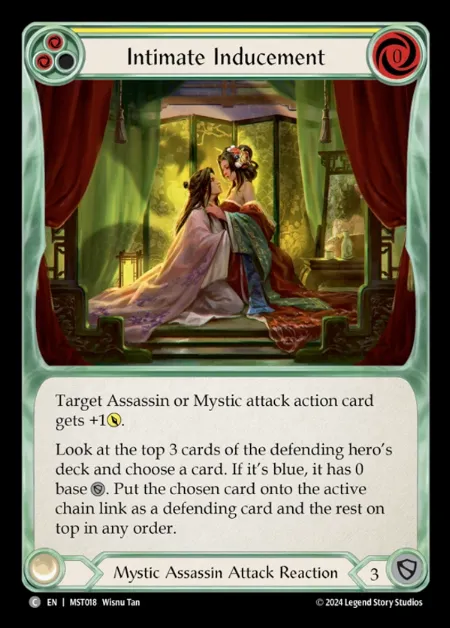 Intimate Inducement
0
Target Assassin or Mystic attack action card
gets +1.
Look at the top 3 cards of the defending hero's
deck and choose a card. If it's blue, it has 0
base . Put the chosen card onto the active
chain link as a defending card and the rest on
top in any order.
Mystic Assassin Attack Reaction
3
C EN | MST018 Wisnu Tan
© 2024 Legend Story Studios